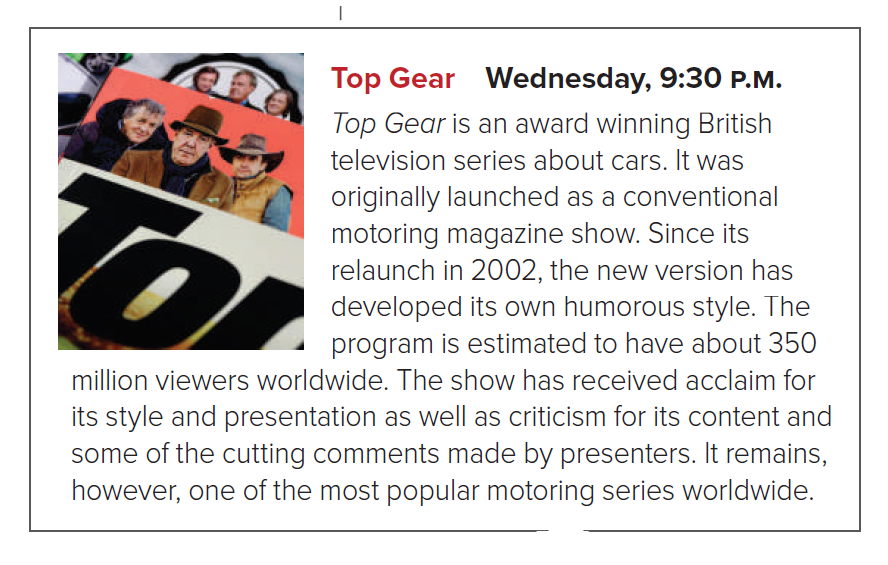 Top Gear Wednesday, 9:30 P.M.
Top Gear is an award winning British
television series about cars. It was
originally launched as a conventional
motoring magazine show. Since its
relaunch in 2002, the new version has
developed its own humorous style. The
program is estimated to have about 350
million viewers worldwide. The show has received acclaim for
its style and presentation as well as criticism for its content and
some of the cutting comments made by presenters. It remains,
however, one of the most popular motoring series worldwide.
To